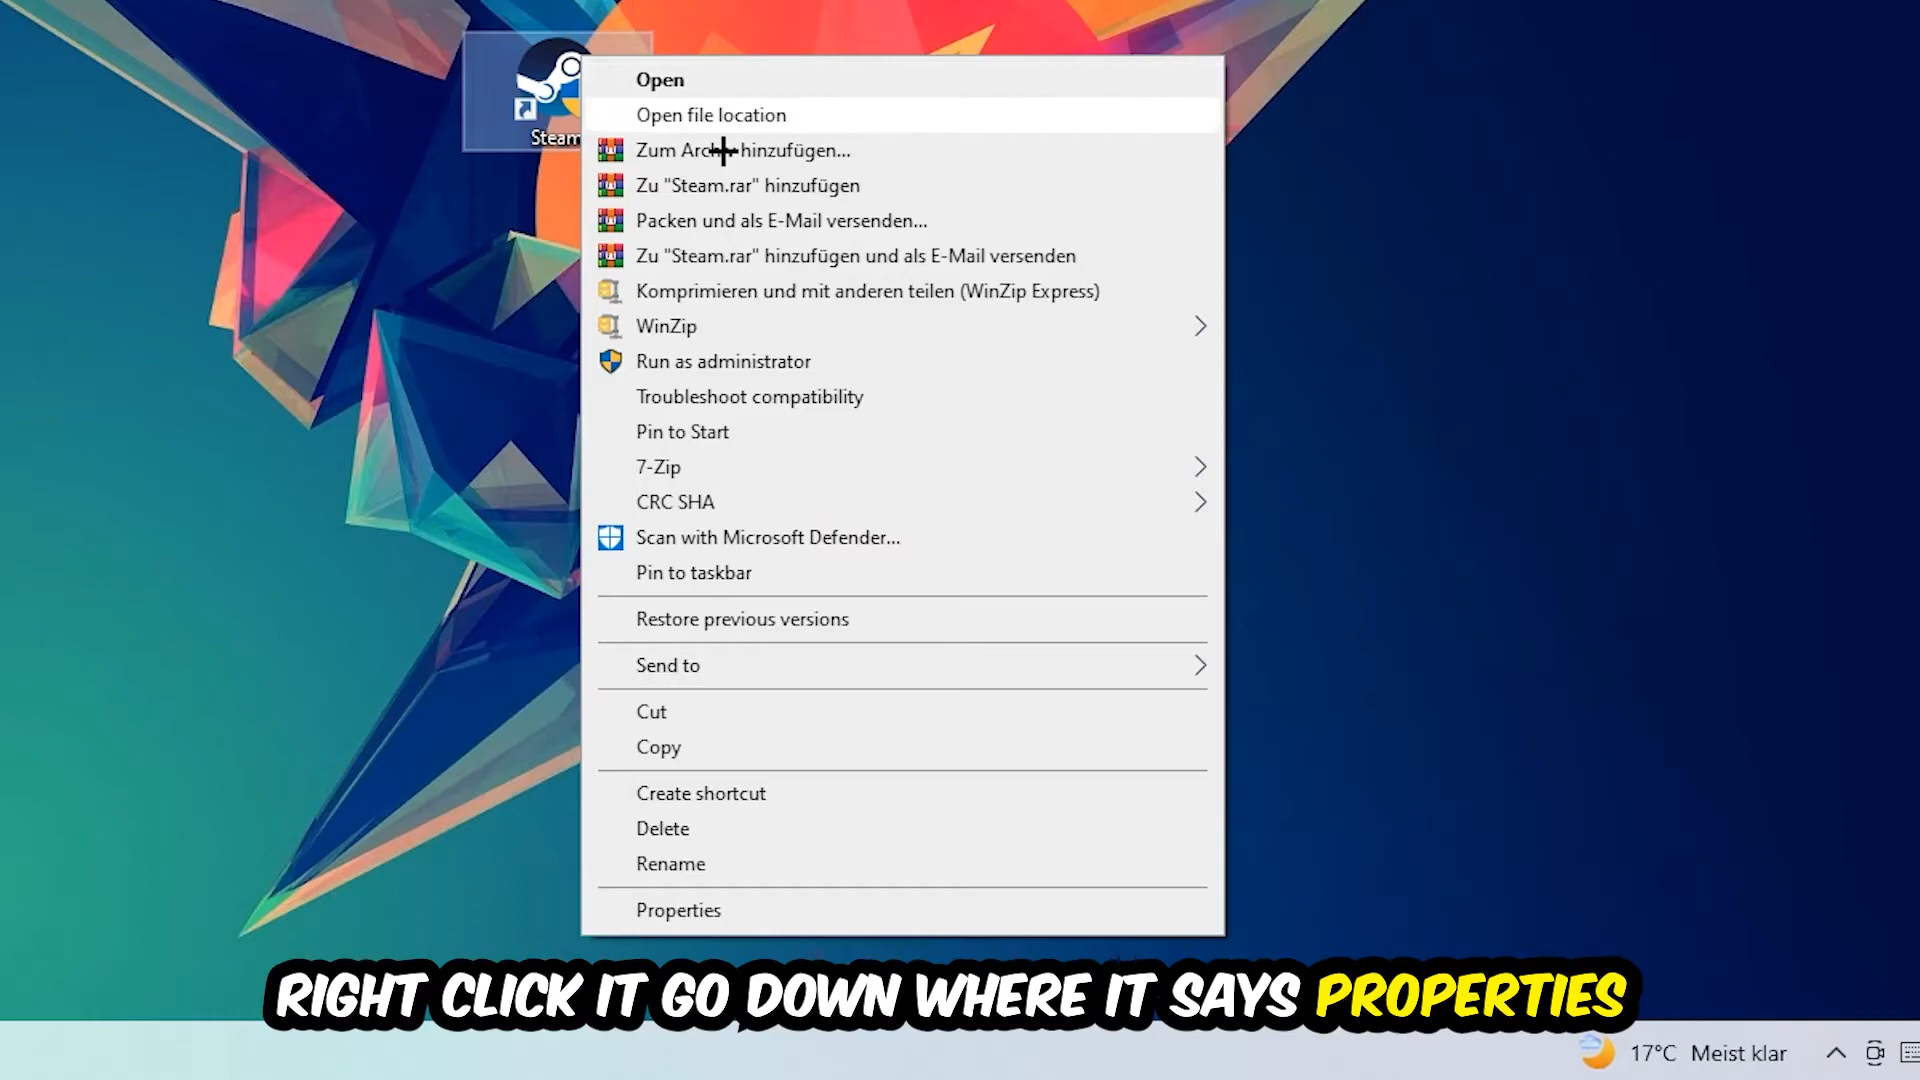 Steam
Open
Open file location
Zum Archiv hinzufügen...
Zu "Steam.rar" hinzufügen
Packen und als E-Mail versenden...
Zu "Steam.rar" hinzufügen und als E-Mail versenden
Komprimieren und mit anderen teilen (WinZip Express)
WinZip
Run as administrator
Troubleshoot compatibility
Pin to Start
7-Zip
CRC SHA
Scan with Microsoft Defender...
Pin to taskbar
Restore previous versions
Send to
Cut
Copy
Create shortcut
Delete
Rename
Properties
RIGHT CLICK IT GO DOWN WHERE IT SAYS PROPERTIES
17°C Meist klar